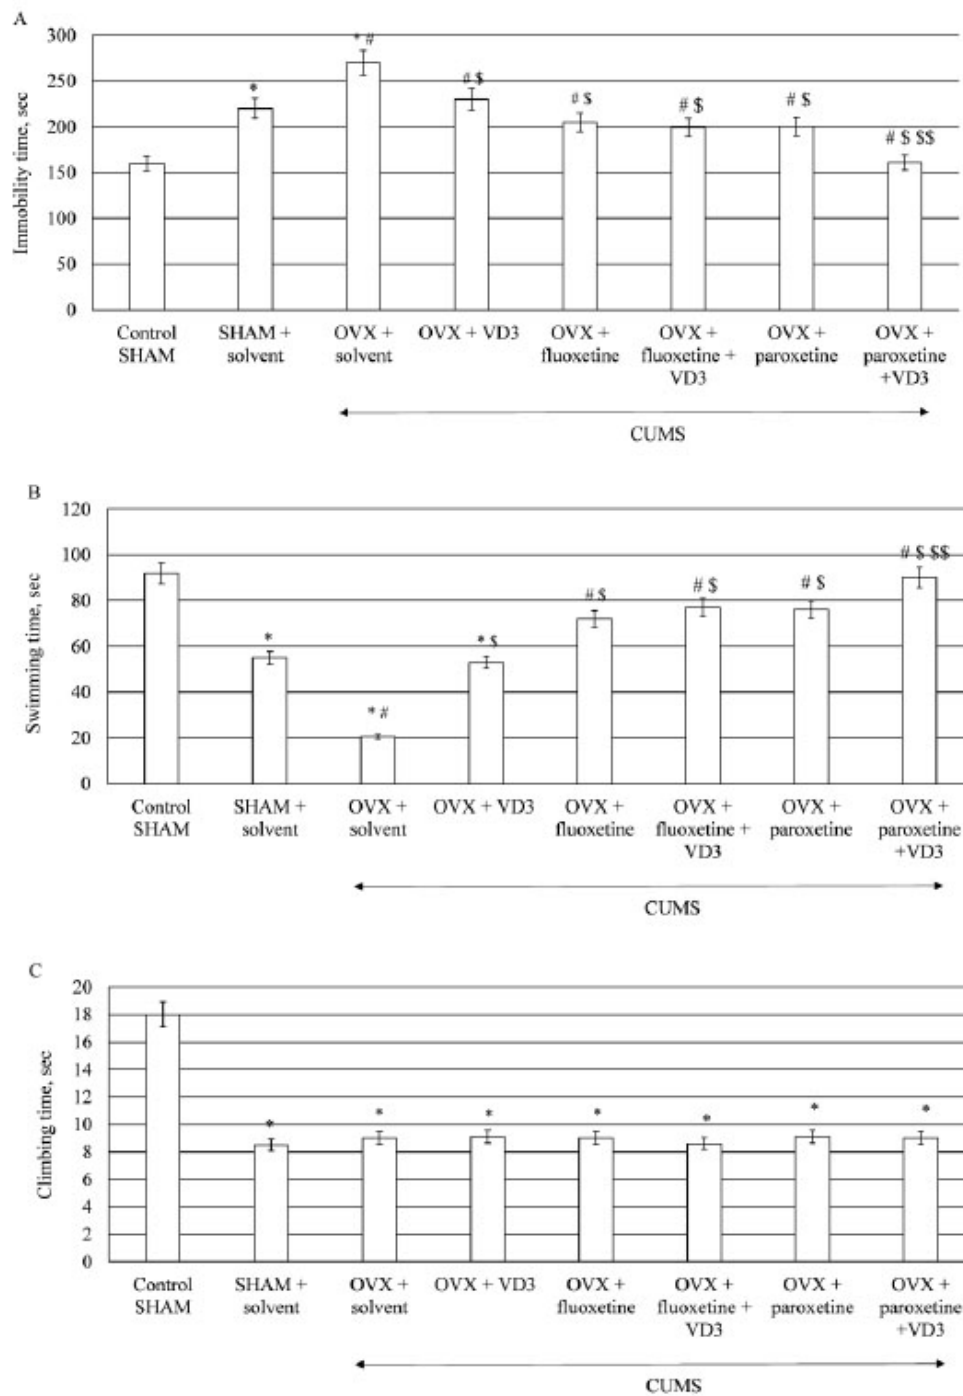 A
300
250
200
150
100
50
0
Immobility time, sec
*
* #
# $
# $
# $
# $
# $ $$
Control SHAM
SHAM + solvent
OVX + solvent
OVX + VD3
OVX + fluoxetine
OVX + fluoxetine + VD3
OVX + paroxetine
OVX + paroxetine +VD3
CUMS
B
120
100
80
60
40
20
0
Swimming time, sec
*
* #
* $
# $
# $
# $
# $ $$
Control SHAM
SHAM + solvent
OVX + solvent
OVX + VD3
OVX + fluoxetine
OVX + fluoxetine + VD3
OVX + paroxetine
OVX + paroxetine +VD3
CUMS
C
20
18
16
14
12
10
8
6
4
2
0
Climbing time, sec
*
*
*
*
*
*
*
Control SHAM
SHAM + solvent
OVX + solvent
OVX + VD3
OVX + fluoxetine
OVX + fluoxetine + VD3
OVX + paroxetine
OVX + paroxetine +VD3
CUMS